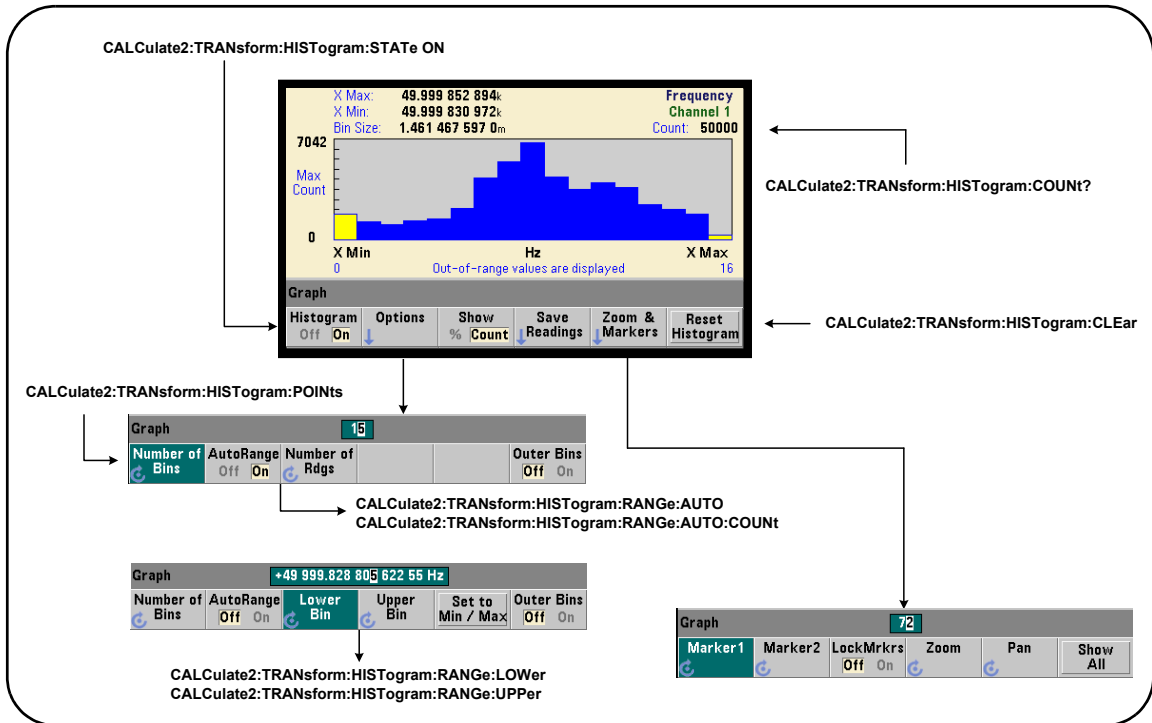 CALCulate2:TRANsform:HISTogram:STATe ON
X Max: 49.999 852 894k
Frequency
X Min: 49.999 830 972k
Channel 1
Bin Size: 1.461 467 597 0m
Count: 50000
7042
Max
Count
0
X Min
Hz
X Max
0
Out-of-range values are displayed
16
CALCulate2:TRANsform:HISTogram:COUNt?
Graph
Histogram
Off On
Options
Show
% Count
Save
Readings
Zoom &
Markers
Reset
Histogram
CALCulate2:TRANsform:HISTogram:CLEar
CALCulate2:TRANsform:HISTogram:POINts
Graph
15
Number of
Bins
AutoRange
Off On
Number of
Rdgs
Outer Bins
Off On
CALCulate2:TRANsform:HISTogram:RANGe:AUTO
CALCulate2:TRANsform:HISTogram:RANGe:AUTO:COUNt
Graph
+49 999.828 805 622 55 Hz
Number of
Bins
AutoRange
Off On
Lower
Bin
Upper
Bin
Set to
Min / Max
Outer Bins
Off On
CALCulate2:TRANsform:HISTogram:RANGe:LOWer
CALCulate2:TRANsform:HISTogram:RANGe:UPPer
Graph
72
Marker1
Marker2
LockMrkrs
Off On
Zoom
Pan
Show
All